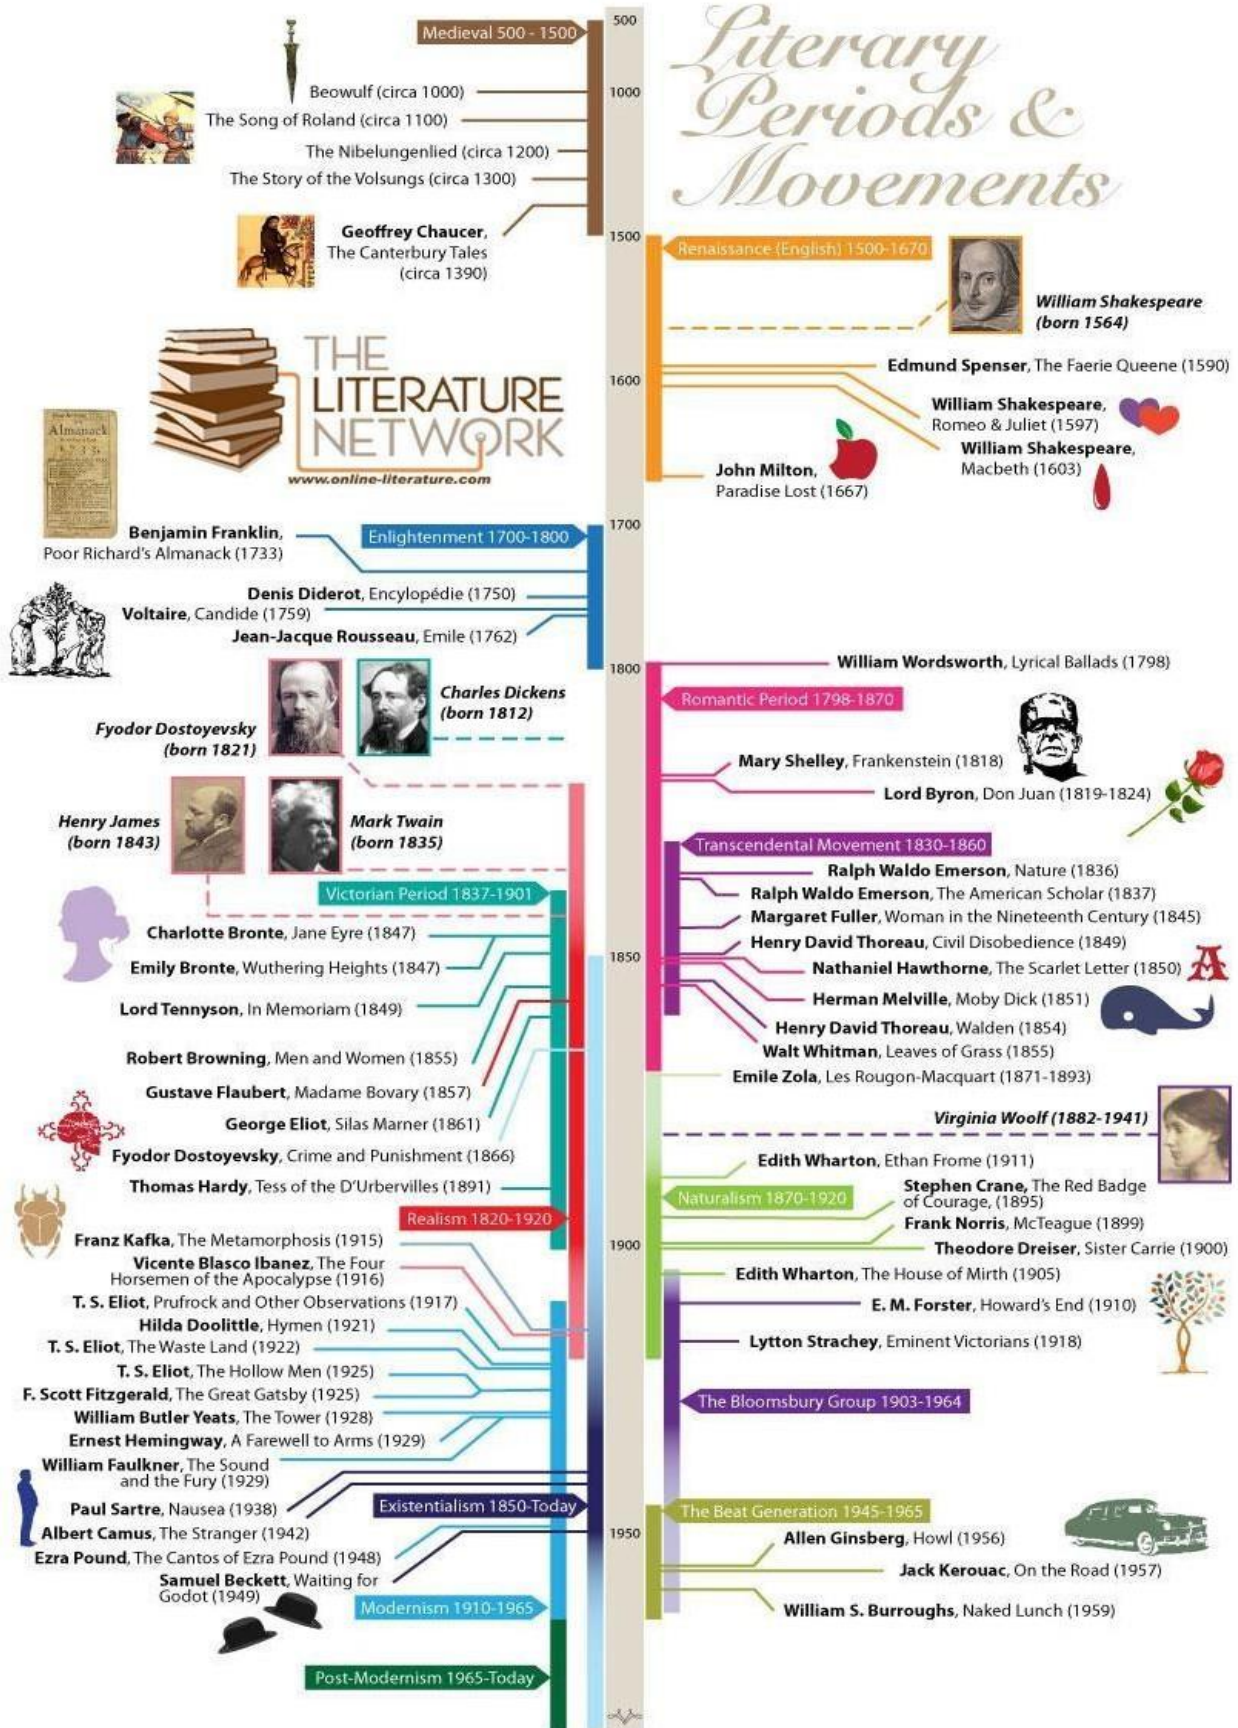 Literary
Periods &
Movements
500
Medieval 500 - 1500
Beowulf (circa 1000)
1000
The Song of Roland (circa 1100)
The Nibelungenlied (circa 1200)
The Story of the Volsungs (circa 1300)
Geoffrey Chaucer,
The Canterbury Tales
(circa 1390)
1500
Renaissance (English) 1500-1670
William Shakespeare
(born 1564)
Edmund Spenser, The Faerie Queene (1590)
1600
William Shakespeare,
Romeo & Juliet (1597)
William Shakespeare,
Macbeth (1603)
John Milton,
Paradise Lost (1667)
THE
LITERATURE
NETWORK
www.online-literature.com
Almanack
1700
Benjamin Franklin,
Poor Richard's Almanack (1733)
Enlightenment 1700-1800
Denis Diderot, Encylopédie (1750)
Voltaire, Candide (1759)
Jean-Jacque Rousseau, Emile (1762)
1800
William Wordsworth, Lyrical Ballads (1798)
Romantic Period 1798-1870
Charles Dickens
(born 1812)
Fyodor Dostoyevsky
(born 1821)
Mary Shelley, Frankenstein (1818)
Lord Byron, Don Juan (1819-1824)
Henry James
(born 1843)
Mark Twain
(born 1835)
Transcendental Movement 1830-1860
Ralph Waldo Emerson, Nature (1836)
Ralph Waldo Emerson, The American Scholar (1837)
Margaret Fuller, Woman in the Nineteenth Century (1845)
Henry David Thoreau, Civil Disobedience (1849)
Nathaniel Hawthorne, The Scarlet Letter (1850)
A
Herman Melville, Moby Dick (1851)
Henry David Thoreau, Walden (1854)
Walt Whitman, Leaves of Grass (1855)
Victorian Period 1837-1901
Charlotte Bronte, Jane Eyre (1847)
1850
Emily Bronte, Wuthering Heights (1847)
Lord Tennyson, In Memoriam (1849)
Robert Browning, Men and Women (1855)
Gustave Flaubert, Madame Bovary (1857)
George Eliot, Silas Marner (1861)
Fyodor Dostoyevsky, Crime and Punishment (1866)
Thomas Hardy, Tess of the D'Urbervilles (1891)
Realism 1820-1920
Emile Zola, Les Rougon-Macquart (1871-1893)
Virginia Woolf (1882-1941)
Edith Wharton, Ethan Frome (1911)
Naturalism 1870-1920
Stephen Crane, The Red Badge
of Courage, (1895)
Frank Norris, McTeague (1899)
1900
Theodore Dreiser, Sister Carrie (1900)
Edith Wharton, The House of Mirth (1905)
E. M. Forster, Howard's End (1910)
Lytton Strachey, Eminent Victorians (1918)
The Bloomsbury Group 1903-1964
Franz Kafka, The Metamorphosis (1915)
Vicente Blasco Ibanez, The Four
Horsemen of the Apocalypse (1916)
T. S. Eliot, Prufrock and Other Observations (1917)
Hilda Doolittle, Hymen (1921)
T. S. Eliot, The Waste Land (1922)
T. S. Eliot, The Hollow Men (1925)
F. Scott Fitzgerald, The Great Gatsby (1925)
William Butler Yeats, The Tower (1928)
Ernest Hemingway, A Farewell to Arms (1929)
William Faulkner, The Sound
and the Fury (1929)
Paul Sartre, Nausea (1938)
Existentialism 1850-Today
Albert Camus, The Stranger (1942)
1950
Ezra Pound, The Cantos of Ezra Pound (1948)
Samuel Beckett, Waiting for
Godot (1949)
Modernism 1910-1965
Post-Modernism 1965-Today
The Beat Generation 1945-1965
Allen Ginsberg, Howl (1956)
Jack Kerouac, On the Road (1957)
William S. Burroughs, Naked Lunch (1959)